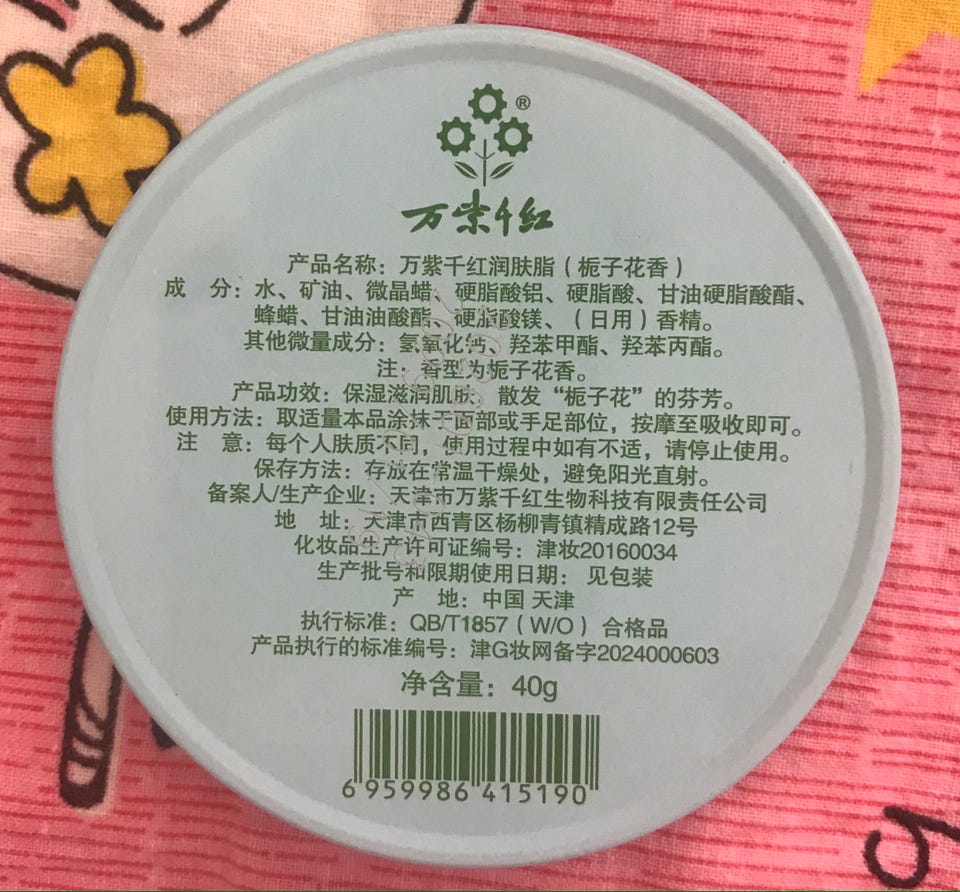 ®
万紫千红
产品名称：万紫千红润肤脂（栀子花香）
成　分：水、矿油、微晶蜡、硬脂酸铝、硬脂酸、甘油硬脂酸酯、
蜂蜡、甘油油酸酯、硬脂酸镁、（日用）香精。
其他微量成分：氢氧化钙、羟苯甲酯、羟苯丙酯。
注：香型为栀子花香。
产品功效：保湿滋润肌肤，散发“栀子花”的芬芳。
使用方法：取适量本品涂抹于面部或手足部位，按摩至吸收即可。
注　意：每个人肤质不同，使用过程中如有不适，请停止使用。
保存方法：存放在常温干燥处，避免阳光直射。
备案人/生产企业：天津市万紫千红生物科技有限责任公司
地　址：天津市西青区杨柳青镇精成路12号
化妆品生产许可证编号：津妆20160034
生产批号和限期使用日期：见包装
产　地：中国 天津
执行标准：QB/T1857（W/O）合格品
产品执行的标准编号：津G妆网备字2024000603
净含量：40g
6 959986 415190